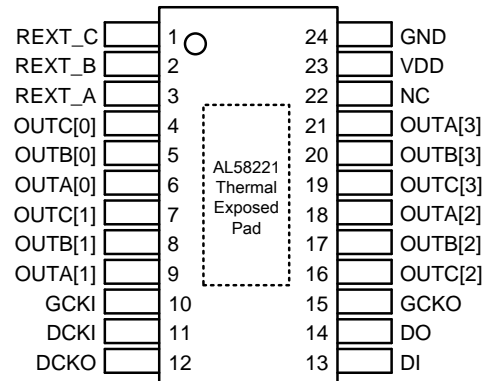 REXT_C 1 24 GND
REXT_B 2 23 VDD
REXT_A 3 22 NC
OUTC[0] 4 21 OUTA[3]
OUTB[0] 5 20 OUTB[3]
OUTA[0] 6 19 OUTC[3]
OUTC[1] 7 18 OUTA[2]
OUTB[1] 8 17 OUTB[2]
OUTA[1] 9 16 OUTC[2]
GCKI 10 15 GCKO
DCKI 11 14 DO
DCKO 12 13 DI
AL58221
Thermal
Exposed
Pad